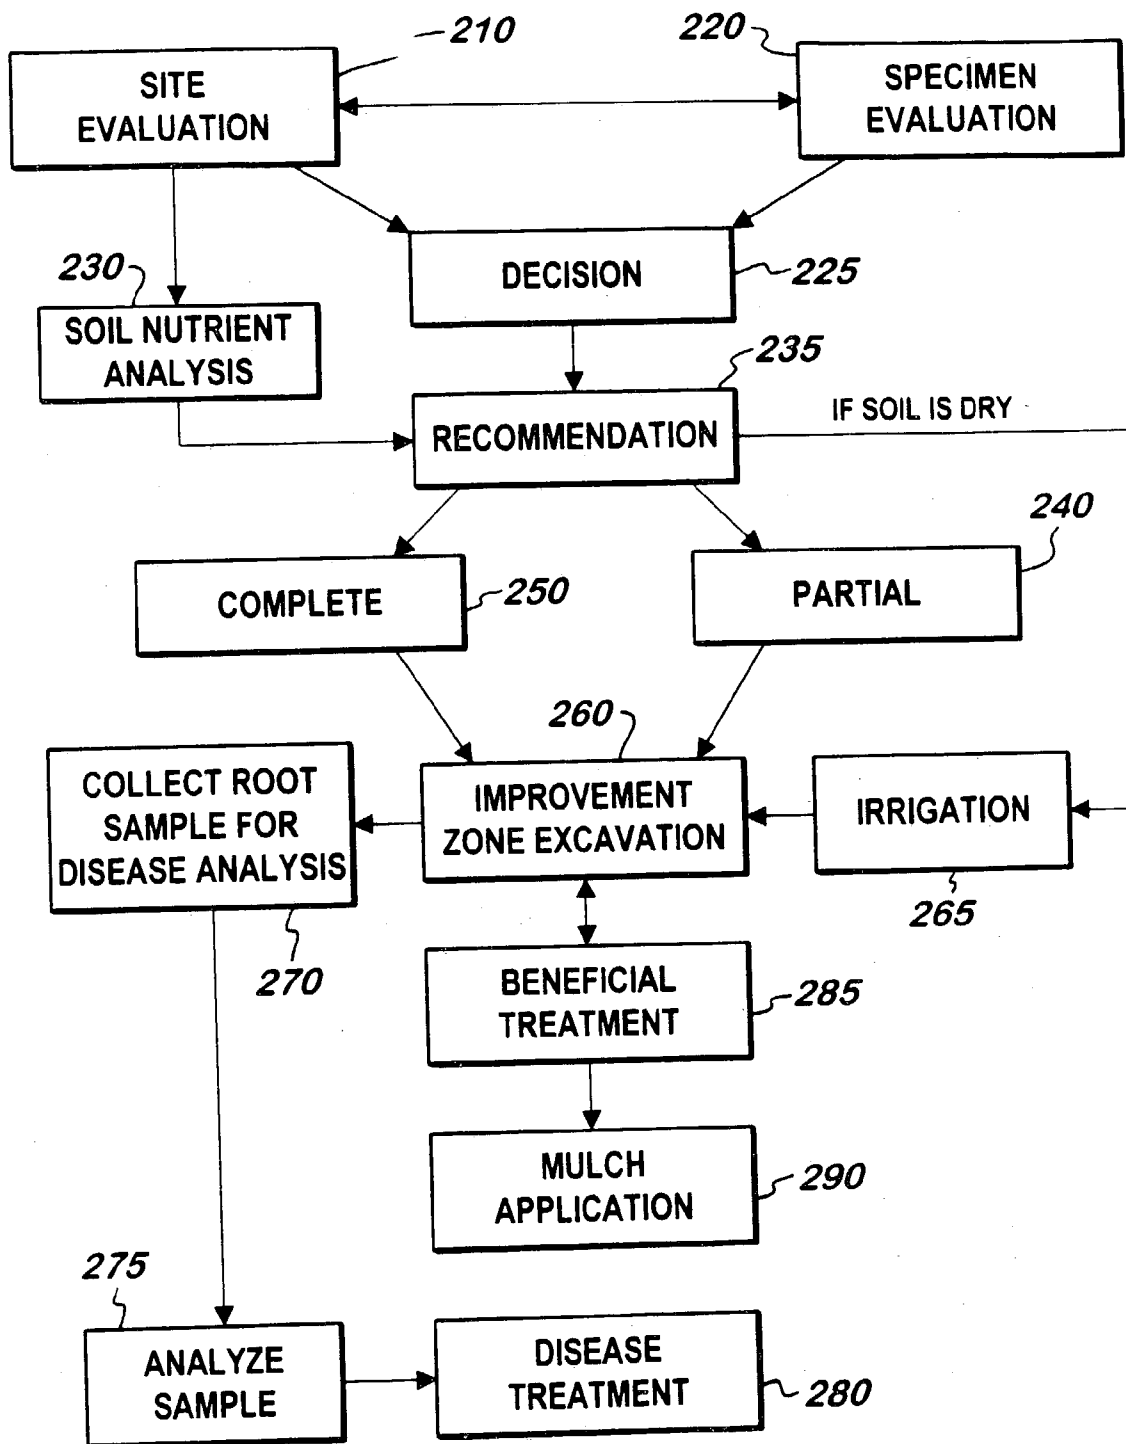 210
SITE
EVALUATION
220
SPECIMEN
EVALUATION
DECISION
225
230
SOIL NUTRIENT
ANALYSIS
235
RECOMMENDATION
IF SOIL IS DRY
240
COMPLETE
250
PARTIAL
260
COLLECT ROOT
SAMPLE FOR
DISEASE ANALYSIS
270
IMPROVEMENT
ZONE EXCAVATION
IRRIGATION
265
BENEFICIAL
TREATMENT
285
MULCH
APPLICATION
290
275
ANALYZE
SAMPLE
DISEASE
TREATMENT
280